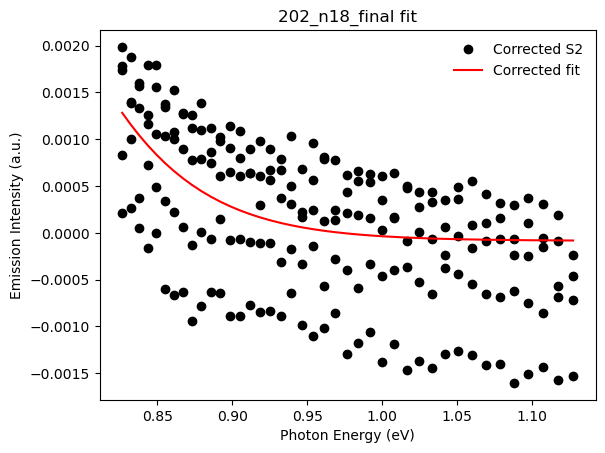 202_n18_final fit
Corrected S2
Corrected fit
Emission Intensity (a.u.)
0.0020
0.0015
0.0010
0.0005
0.0000
−0.0005
−0.0010
−0.0015
0.85 0.90 0.95 1.00 1.05 1.10
Photon Energy (eV)